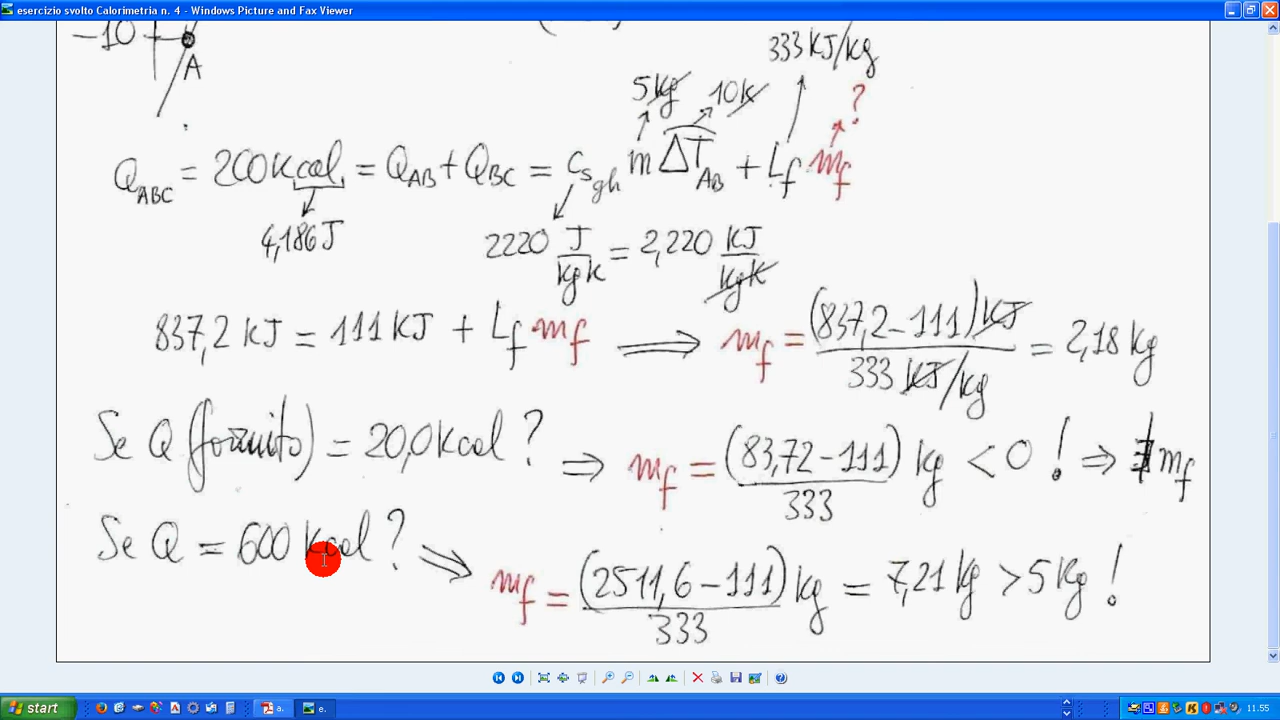 esercizio svolto Calorimetria n. 4 - Windows Picture and Fax Viewer
-10
A
333 KJ/kg
5kg 10K ?
Q_ABC = 200 Kcal = Q_AB + Q_BC = c_s gh m ΔT_AB + L_f m_f
4,186 J
2220 J/kgK = 2,220 KJ/kgK
837,2 KJ = 111 KJ + L_f m_f ⟹ m_f = (837,2 - 111) KJ / 333 KJ/kg = 2,18 kg
Se Q (fornito) = 20,0 Kcal ? ⇒ m_f = (83,72 - 111) / 333 kg < 0 ! ⇒ ∄ m_f
Se Q = 600 Kcal ? ⟹ m_f = (2511,6 - 111) / 333 kg = 7,21 kg > 5 Kg !
start
a.
e.
11.55